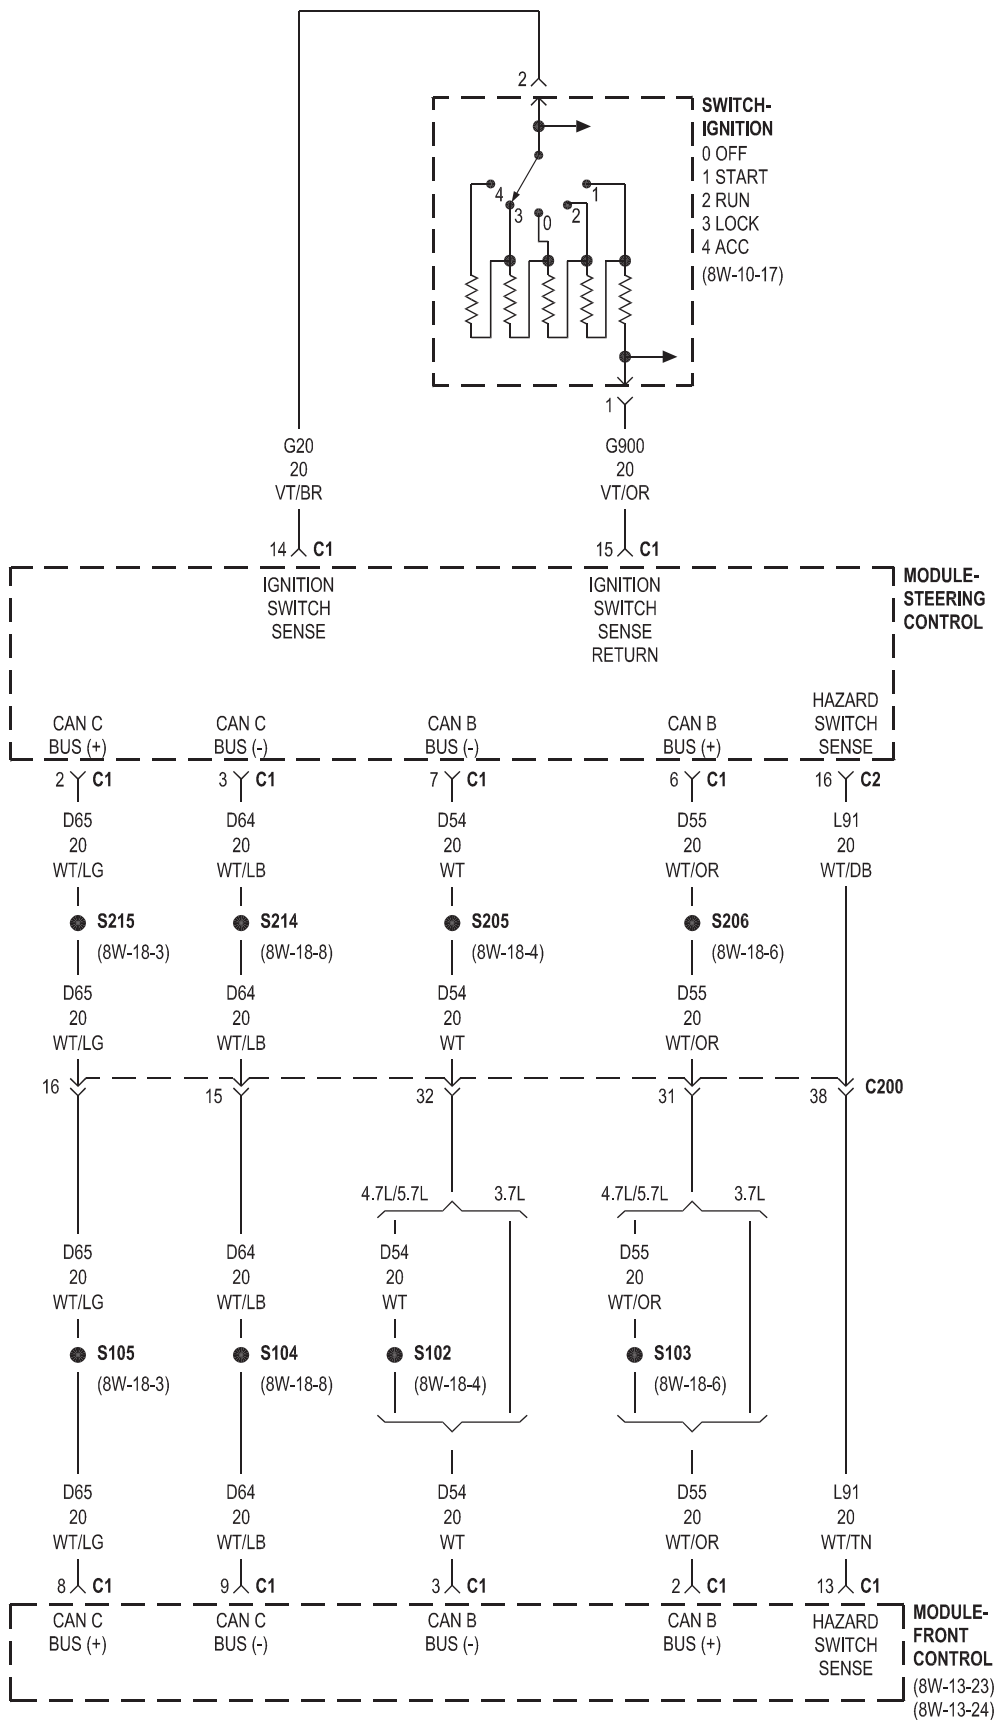 2
SWITCH-
IGNITION
0 OFF
1 START
2 RUN
3 LOCK
4 ACC
(8W-10-17)
4
3
0
2
1
1
G20
20
VT/BR
G900
20
VT/OR
14 C1
15 C1
IGNITION
SWITCH
SENSE
IGNITION
SWITCH
SENSE
RETURN
MODULE-
STEERING
CONTROL
CAN C
BUS (+)
CAN C
BUS (-)
CAN B
BUS (-)
CAN B
BUS (+)
HAZARD
SWITCH
SENSE
2 C1
3 C1
7 C1
6 C1
16 C2
D65
20
WT/LG
D64
20
WT/LB
D54
20
WT
D55
20
WT/OR
L91
20
WT/DB
S215
(8W-18-3)
S214
(8W-18-8)
S205
(8W-18-4)
S206
(8W-18-6)
D65
20
WT/LG
D64
20
WT/LB
D54
20
WT
D55
20
WT/OR
16
15
32
31
38
C200
4.7L/5.7L
3.7L
4.7L/5.7L
3.7L
D65
20
WT/LG
D64
20
WT/LB
D54
20
WT
D55
20
WT/OR
S105
(8W-18-3)
S104
(8W-18-8)
S102
(8W-18-4)
S103
(8W-18-6)
D65
20
WT/LG
D64
20
WT/LB
D54
20
WT
D55
20
WT/OR
L91
20
WT/TN
8 C1
9 C1
3 C1
2 C1
13 C1
CAN C
BUS (+)
CAN C
BUS (-)
CAN B
BUS (-)
CAN B
BUS (+)
HAZARD
SWITCH
SENSE
MODULE-
FRONT
CONTROL
(8W-13-23)
(8W-13-24)